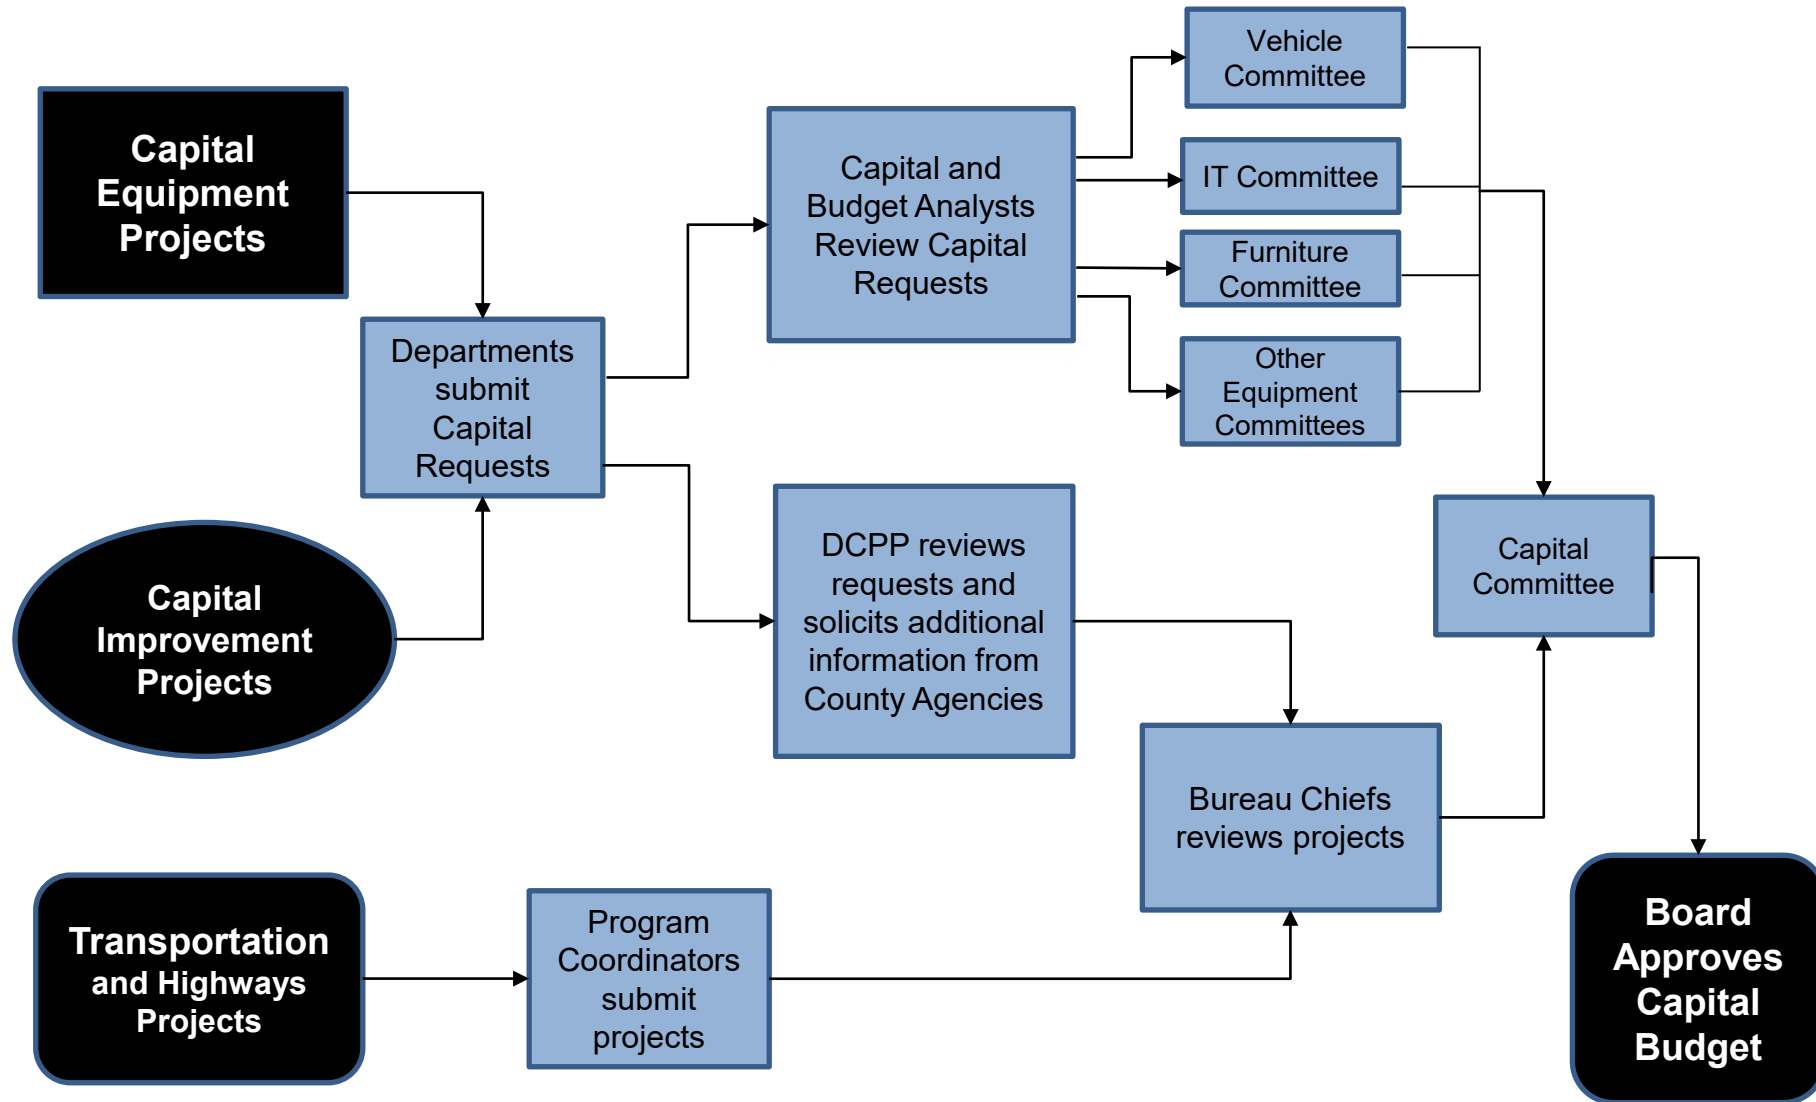 Capital
Equipment
Projects
Departments
submit
Capital
Requests
Capital
Improvement
Projects
Capital and
Budget Analysts
Review Capital
Requests
Vehicle
Committee
IT Committee
Furniture
Committee
Other
Equipment
Committees
DCPP reviews
requests and
solicits additional
information from
County Agencies
Capital
Committee
Bureau Chiefs
reviews projects
Transportation
and Highways
Projects
Program
Coordinators
submit
projects
Board
Approves
Capital
Budget